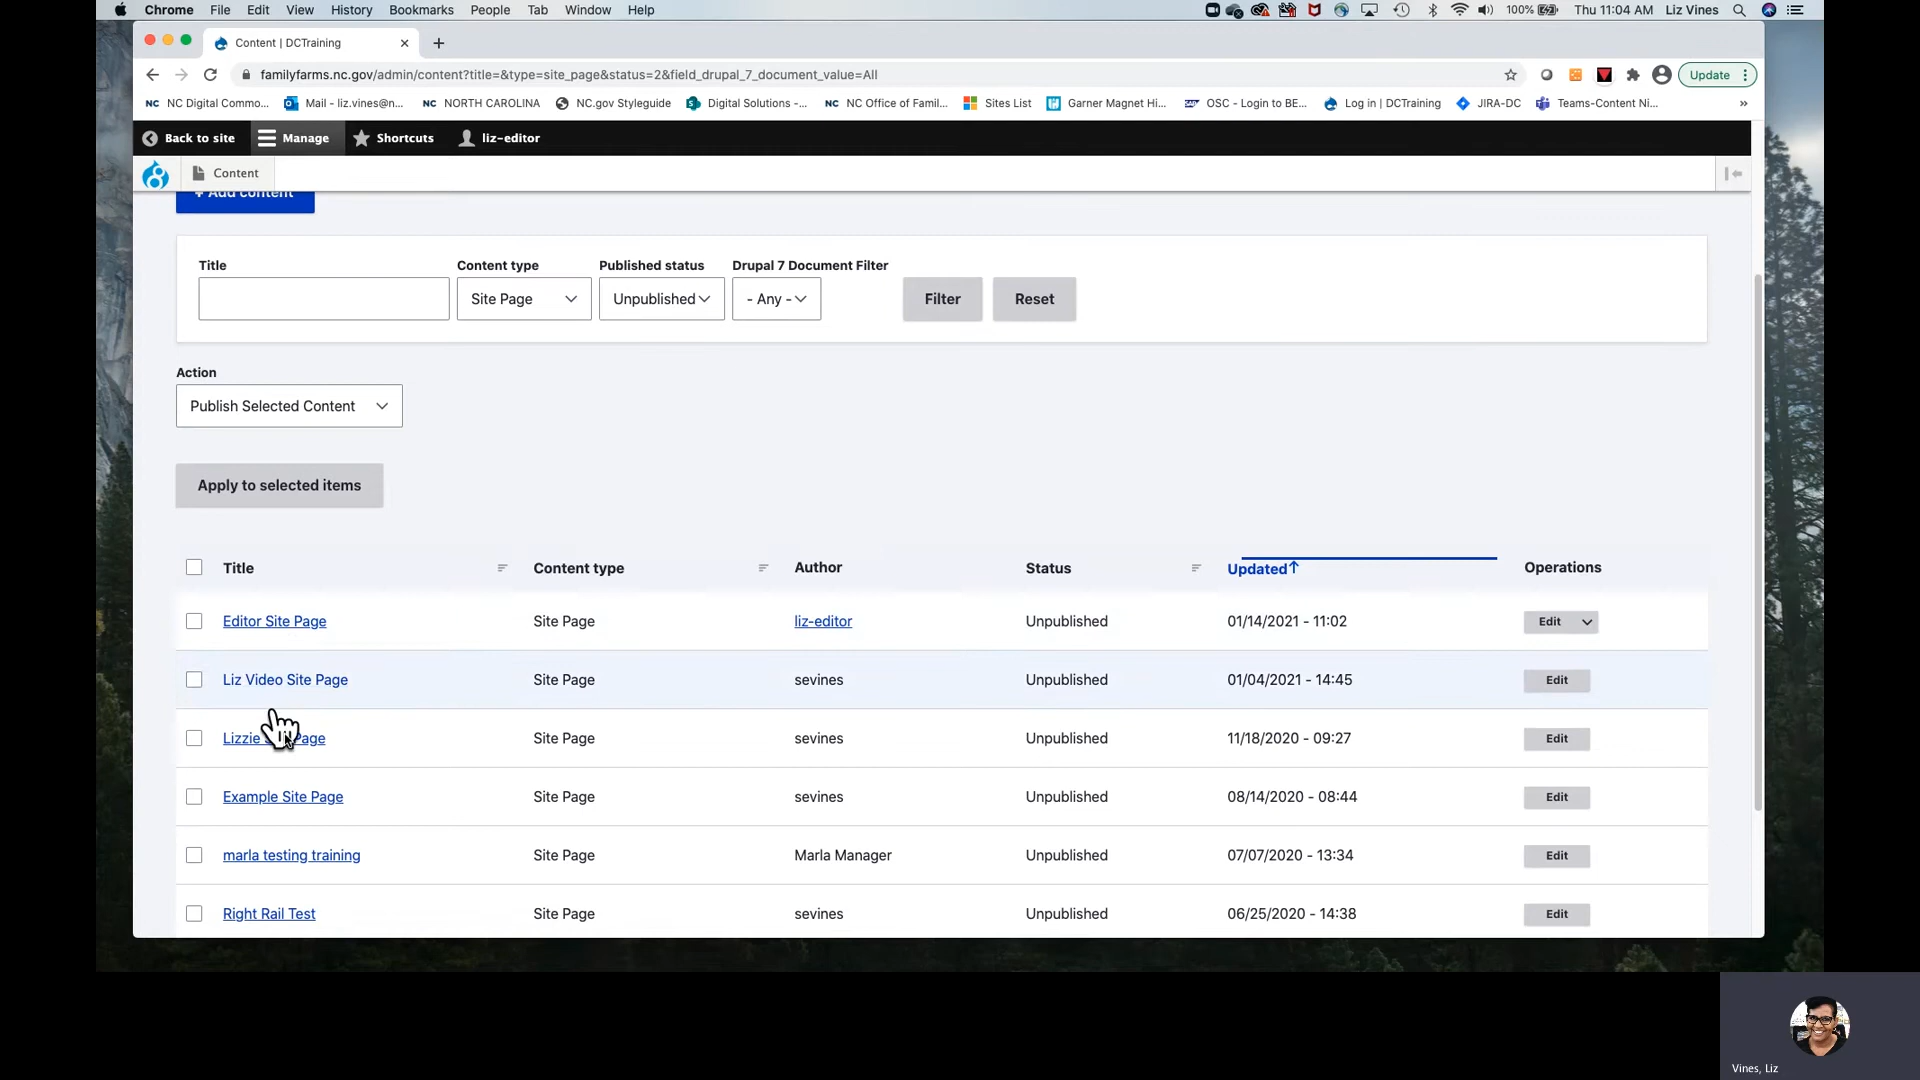 Chrome File Edit View History Bookmarks People Tab Window Help 100% Thu 11:04 AM Liz Vines
Content | DCTraining
familyfarms.nc.gov/admin/content?title=&type=site_page&status=2&field_drupal_7_document_value=All Update
NC NC Digital Commo... Mail - liz.vines@n... NC NORTH CAROLINA NC.gov Styleguide Digital Solutions -... NC NC Office of Famil... Sites List Garner Magnet Hi... SAP OSC - Login to BE... Log in | DCTraining JIRA-DC Teams-Content Ni... »
Back to site Manage Shortcuts liz-editor
Content
+ Add content
Title Content type Published status Drupal 7 Document Filter
Site Page Unpublished - Any - Filter Reset
Action
Publish Selected Content
Apply to selected items
Title Content type Author Status Updated Operations
Editor Site Page Site Page liz-editor Unpublished 01/14/2021 - 11:02 Edit
Liz Video Site Page Site Page sevines Unpublished 01/04/2021 - 14:45 Edit
Lizzie Page Site Page sevines Unpublished 11/18/2020 - 09:27 Edit
Example Site Page Site Page sevines Unpublished 08/14/2020 - 08:44 Edit
marla testing training Site Page Marla Manager Unpublished 07/07/2020 - 13:34 Edit
Right Rail Test Site Page sevines Unpublished 06/25/2020 - 14:38 Edit
Vines, Liz